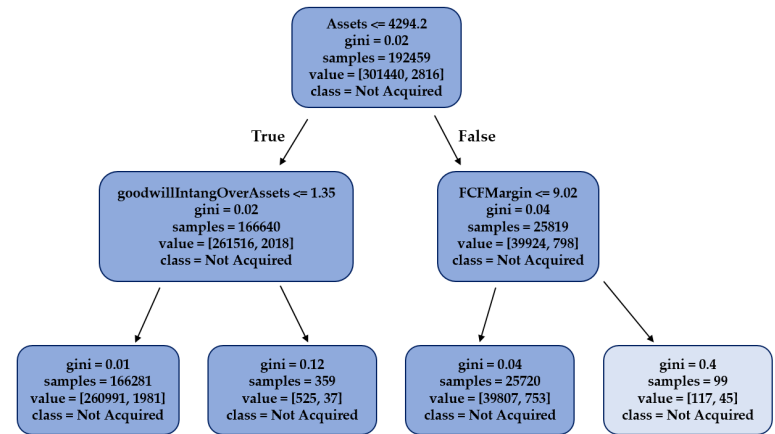 Assets <= 4294.2
gini = 0.02
samples = 192459
value = [301440, 2816]
class = Not Acquired
True
False
goodwillIntangOverAssets <= 1.35
gini = 0.02
samples = 166640
value = [261516, 2018]
class = Not Acquired
FCFMargin <= 9.02
gini = 0.04
samples = 25819
value = [39924, 798]
class = Not Acquired
gini = 0.01
samples = 166281
value = [260991, 1981]
class = Not Acquired
gini = 0.12
samples = 359
value = [525, 37]
class = Not Acquired
gini = 0.04
samples = 25720
value = [39807, 753]
class = Not Acquired
gini = 0.4
samples = 99
value = [117, 45]
class = Not Acquired